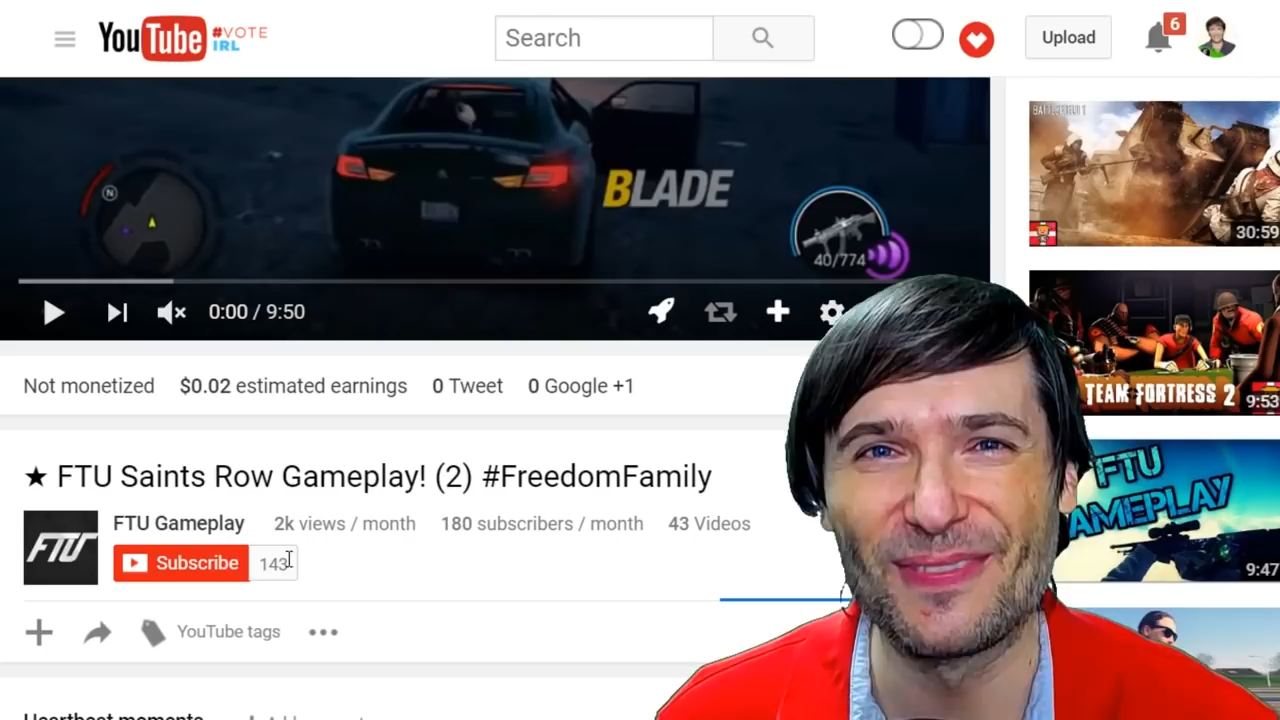 YouTube #VOTE IRL
Search
Upload
6
BATTLEFIELD 1
30:59
N
BLADE
40/774
0:00 / 9:50
TEAM FORTRESS 2
9:53
Not monetized $0.02 estimated earnings 0 Tweet 0 Google +1
★ FTU Saints Row Gameplay! (2) #FreedomFamily
FTU
GAMEPLAY
9:47
FTU
FTU Gameplay 2k views / month 180 subscribers / month 43 Videos
Subscribe 143
YouTube tags
Heartbeat moments